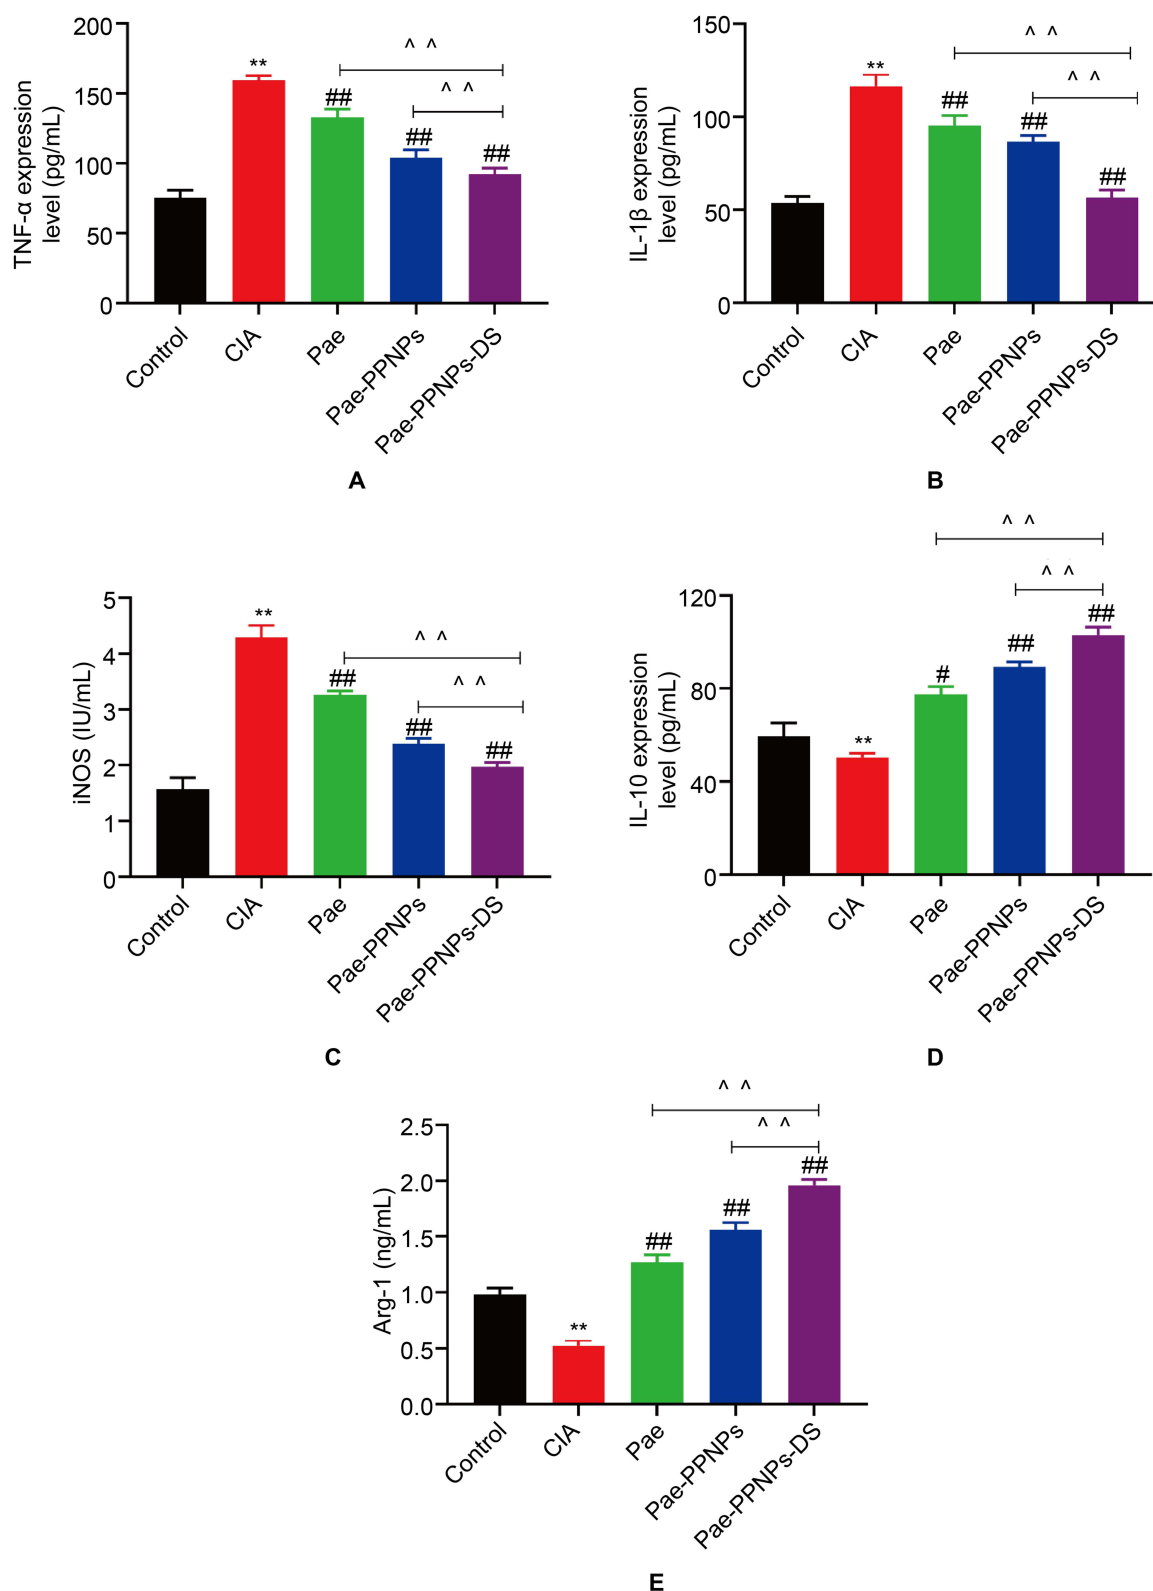 TNF-α expression
level (pg/mL)
200
150
100
50
0
**
##
##
##
^ ^
^ ^
Control
CIA
Pae
Pae-PPNPs
Pae-PPNPs-DS
A
IL-1β expression
level (pg/mL)
150
100
50
0
**
##
##
##
^ ^
^ ^
Control
CIA
Pae
Pae-PPNPs
Pae-PPNPs-DS
B
iNOS (IU/mL)
5
4
3
2
1
0
**
##
##
##
^ ^
^ ^
Control
CIA
Pae
Pae-PPNPs
Pae-PPNPs-DS
C
IL-10 expression
level (pg/mL)
120
80
40
0
**
#
##
##
^ ^
^ ^
Control
CIA
Pae
Pae-PPNPs
Pae-PPNPs-DS
D
Arg-1 (ng/mL)
2.5
2.0
1.5
1.0
0.5
0.0
**
##
##
##
^ ^
^ ^
Control
CIA
Pae
Pae-PPNPs
Pae-PPNPs-DS
E